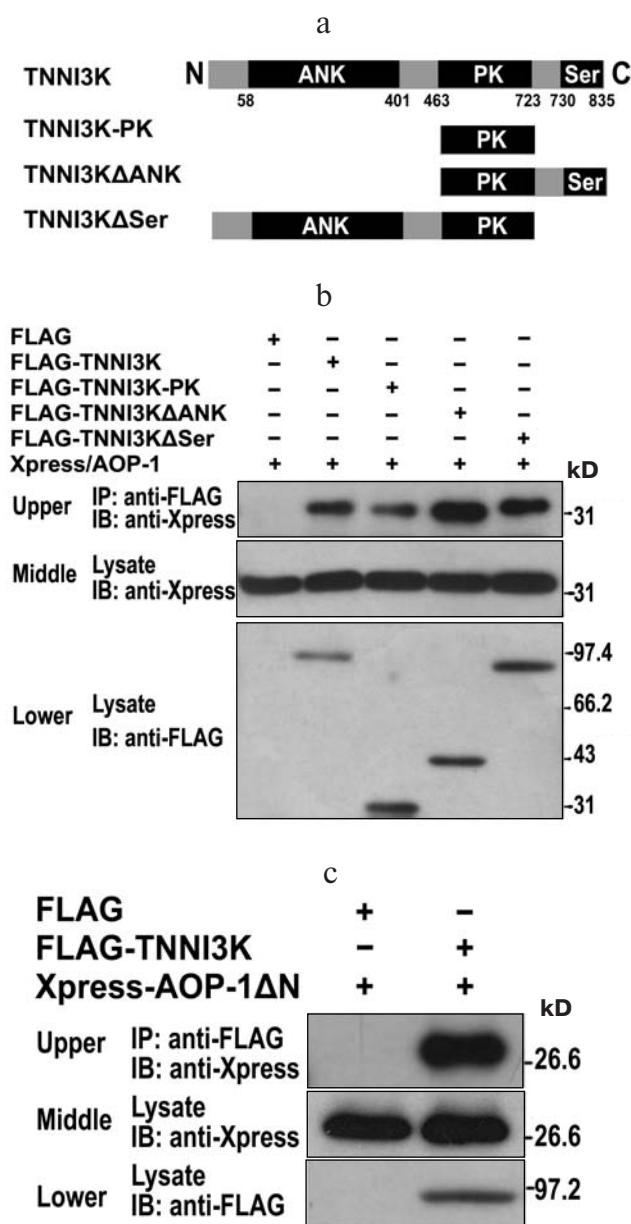 a
TNNI3K N ANK PK Ser C
58 401 463 723 730 835
TNNI3K-PK PK
TNNI3KΔANK PK Ser
TNNI3KΔSer ANK PK
b
FLAG + – – – –
FLAG-TNNI3K – + – – –
FLAG-TNNI3K-PK – – + – –
FLAG-TNNI3KΔANK – – – + –
FLAG-TNNI3KΔSer – – – – +
Xpress/AOP-1 + + + + +
kD
Upper IP: anti-FLAG
IB: anti-Xpress
-31
Middle Lysate
IB: anti-Xpress
-31
Lower Lysate
IB: anti-FLAG
-97.4
-66.2
-43
-31
c
FLAG + –
FLAG-TNNI3K – +
Xpress-AOP-1ΔN + +
kD
Upper IP: anti-FLAG
IB: anti-Xpress
-26.6
Middle Lysate
IB: anti-Xpress
-26.6
Lower Lysate
IB: anti-FLAG
-97.2